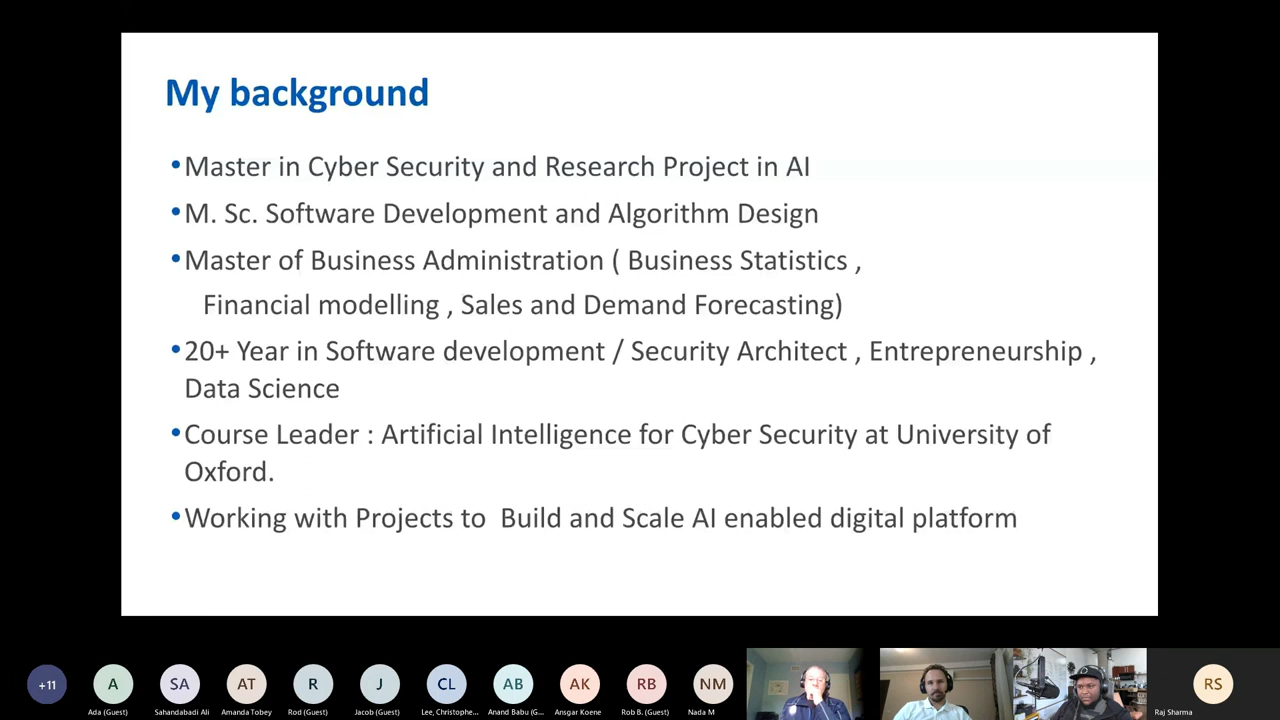 My background
•Master in Cyber Security and Research Project in AI
•M. Sc. Software Development and Algorithm Design
•Master of Business Administration ( Business Statistics ,
Financial modelling , Sales and Demand Forecasting)
•20+ Year in Software development / Security Architect , Entrepreneurship ,
Data Science
•Course Leader : Artificial Intelligence for Cyber Security at University of
Oxford.
•Working with Projects to Build and Scale AI enabled digital platform
+11 A SA AT R J CL AB AK RB NM RS
Ada (Guest) Sahandabadi Ali Amanda Tobey Rod (Guest) Jacob (Guest) Lee, Christophe... Anand Babu (G... Ansgar Koene Rob B. (Guest) Nada M Raj Sharma